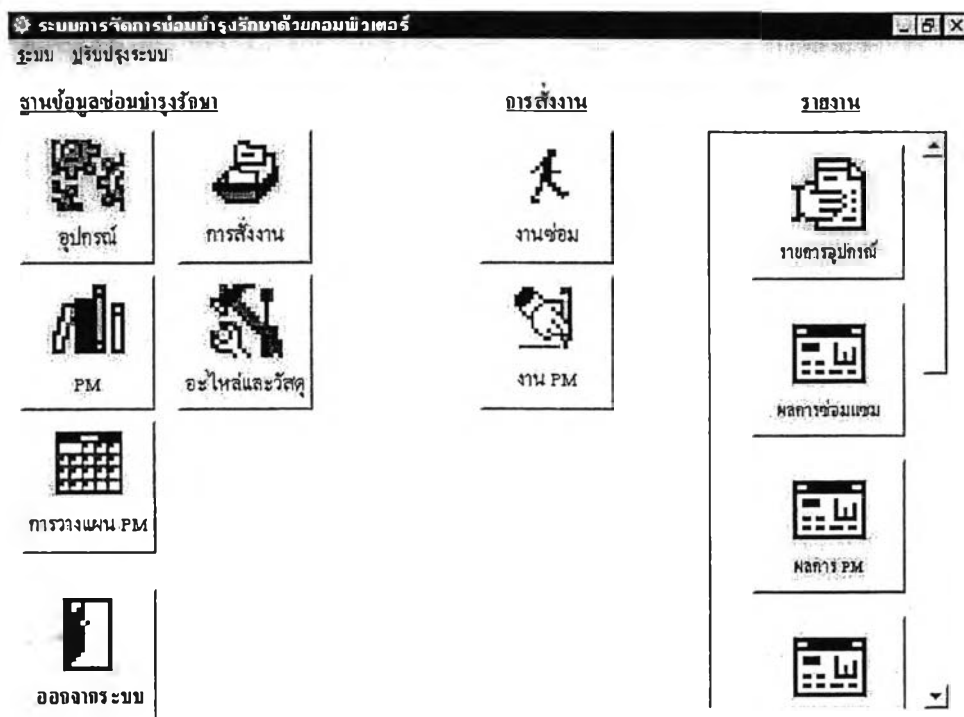 ระบบการจัดการซ่อมบำรุงรักษาด้วยคอมพิวเตอร์
ระบบ ปรับปรุงระบบ
ฐานข้อมูลซ่อมบำรุงรักษา
การสั่งงาน
รายงาน
อุปกรณ์
การสั่งงาน
งานซ่อม
รายการอุปกรณ์
PM
อะไหล่และวัสดุ
งาน PM
ผลการซ่อมแซม
การวางแผน PM
ผลการ PM
ออกจากระบบ